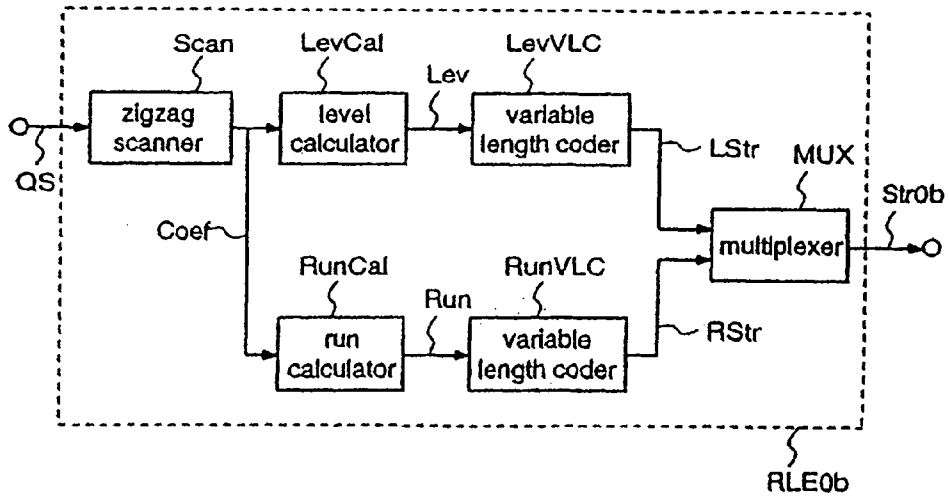 Scan
LevCal
LevVLC
Lev
zigzag
scanner
level
calculator
variable
length coder
LStr
MUX
QS
Str0b
Coef
multiplexer
RunCal
RunVLC
Run
RStr
run
calculator
variable
length coder
RLE0b